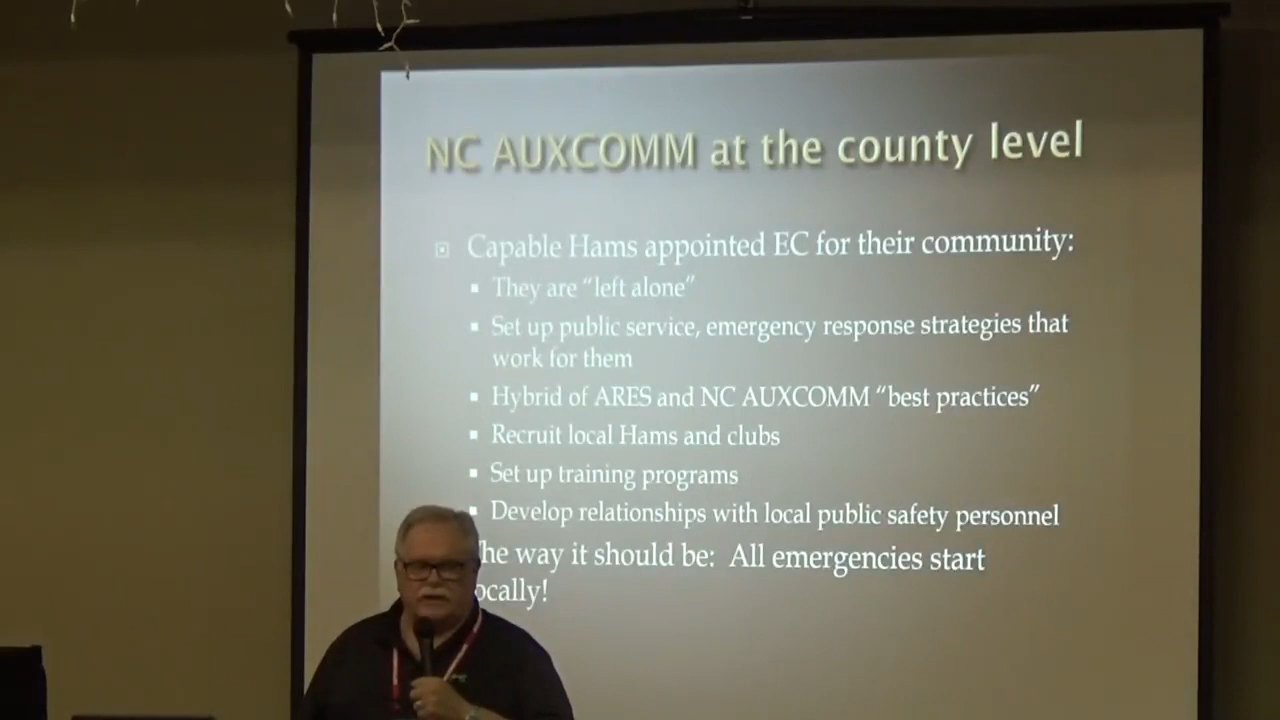 NC AUXCOMM at the county level
Capable Hams appointed EC for their community:
They are “left alone”
Set up public service, emergency response strategies that
work for them
Hybrid of ARES and NC AUXCOMM “best practices”
Recruit local Hams and clubs
Set up training programs
Develop relationships with local public safety personnel
he way it should be: All emergencies start
ocally!